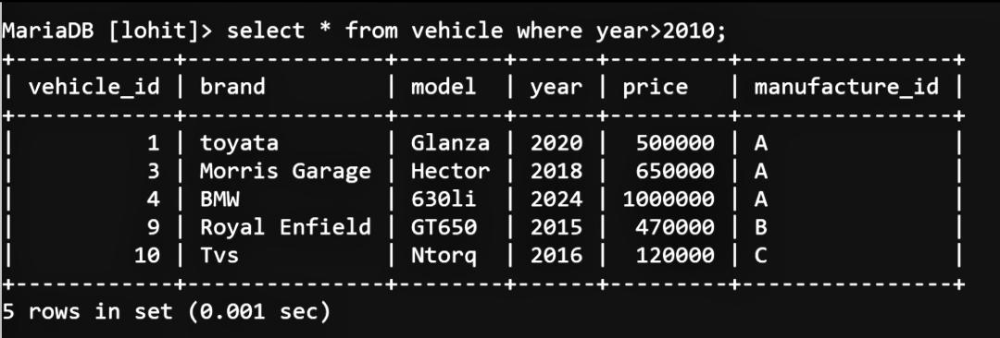 MariaDB [lohit]> select * from vehicle where year>2010;
+------------+----------------+--------+------+---------+----------------+
| vehicle_id | brand          | model  | year | price   | manufacture_id |
+------------+----------------+--------+------+---------+----------------+
|          1 | toyata         | Glanza | 2020 |  500000 | A              |
|          3 | Morris Garage  | Hector | 2018 |  650000 | A              |
|          4 | BMW            | 630li  | 2024 | 1000000 | A              |
|          9 | Royal Enfield  | GT650  | 2015 |  470000 | B              |
|         10 | Tvs            | Ntorq  | 2016 |  120000 | C              |
+------------+----------------+--------+------+---------+----------------+
5 rows in set (0.001 sec)